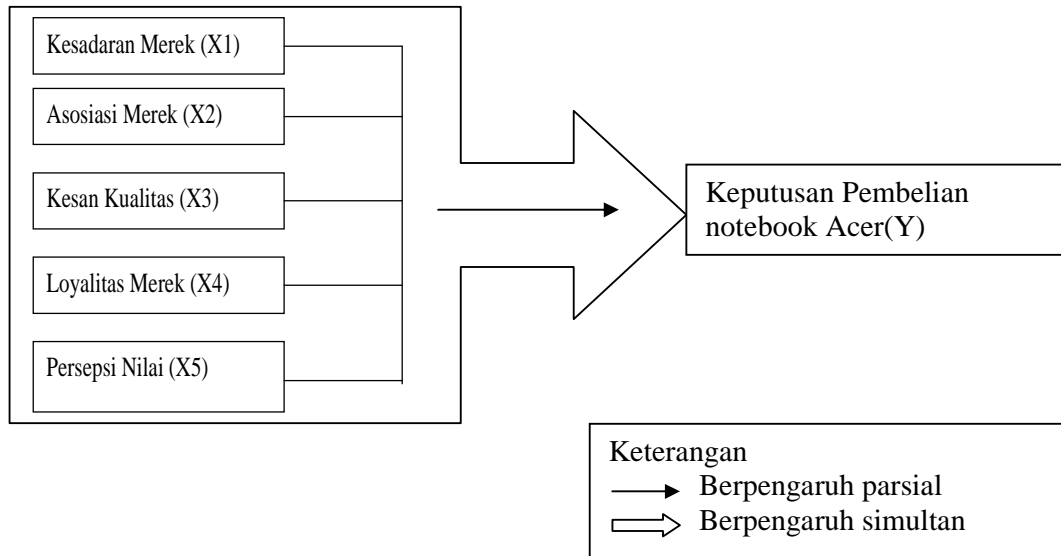 Kesadaran Merek (X1)
Asosiasi Merek (X2)
Kesan Kualitas (X3)
Loyalitas Merek (X4)
Persepsi Nilai (X5)
Keputusan Pembelian
notebook Acer(Y)
Keterangan
Berpengaruh parsial
Berpengaruh simultan